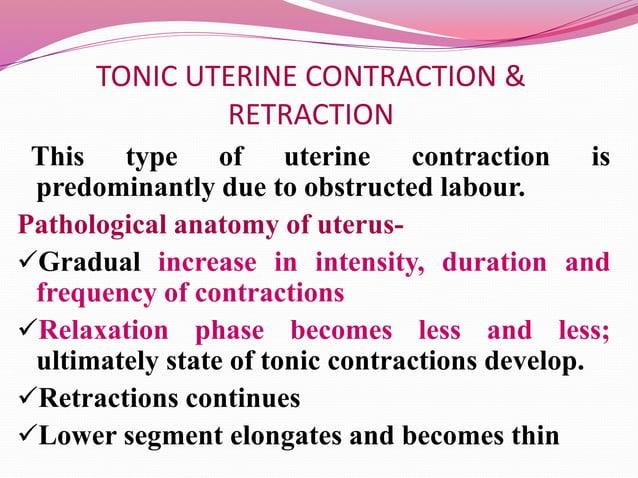 TONIC UTERINE CONTRACTION &
RETRACTION
This type of uterine contraction is
predominantly due to obstructed labour.
Pathological anatomy of uterus-
✓Gradual increase in intensity, duration and
frequency of contractions
✓Relaxation phase becomes less and less;
ultimately state of tonic contractions develop.
✓Retractions continues
✓Lower segment elongates and becomes thin